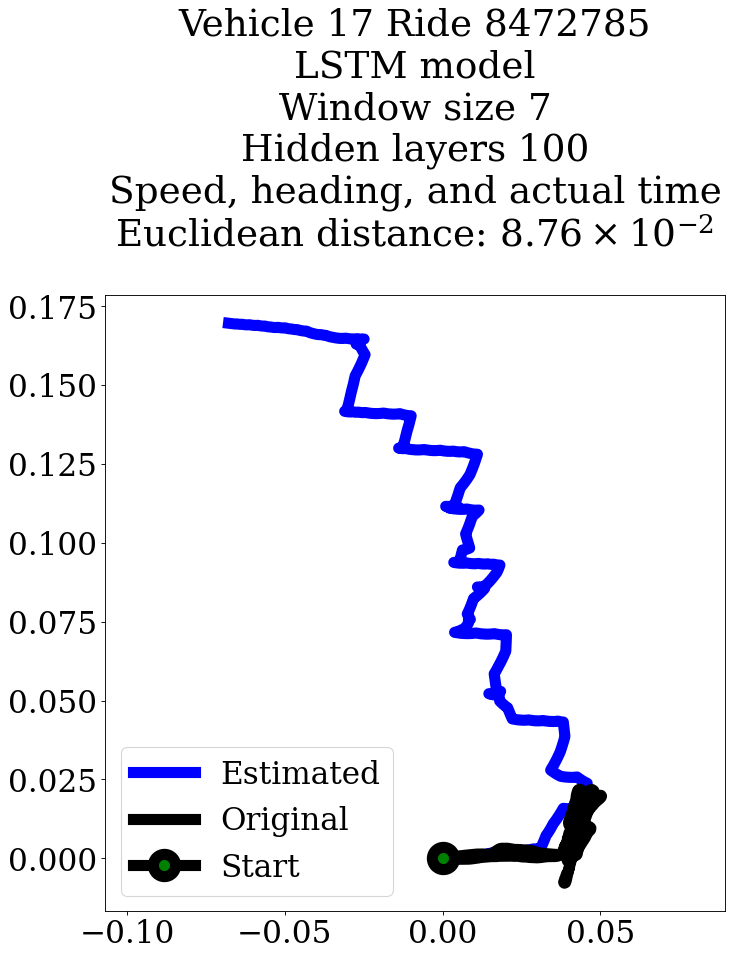 Vehicle 17 Ride 8472785
LSTM model
Window size 7
Hidden layers 100
Speed, heading, and actual time
Euclidean distance: 8.76 × 10⁻²
0.175
0.150
0.125
0.100
0.075
0.050
0.025
0.000
Estimated
Original
Start
−0.10 −0.05 0.00 0.05